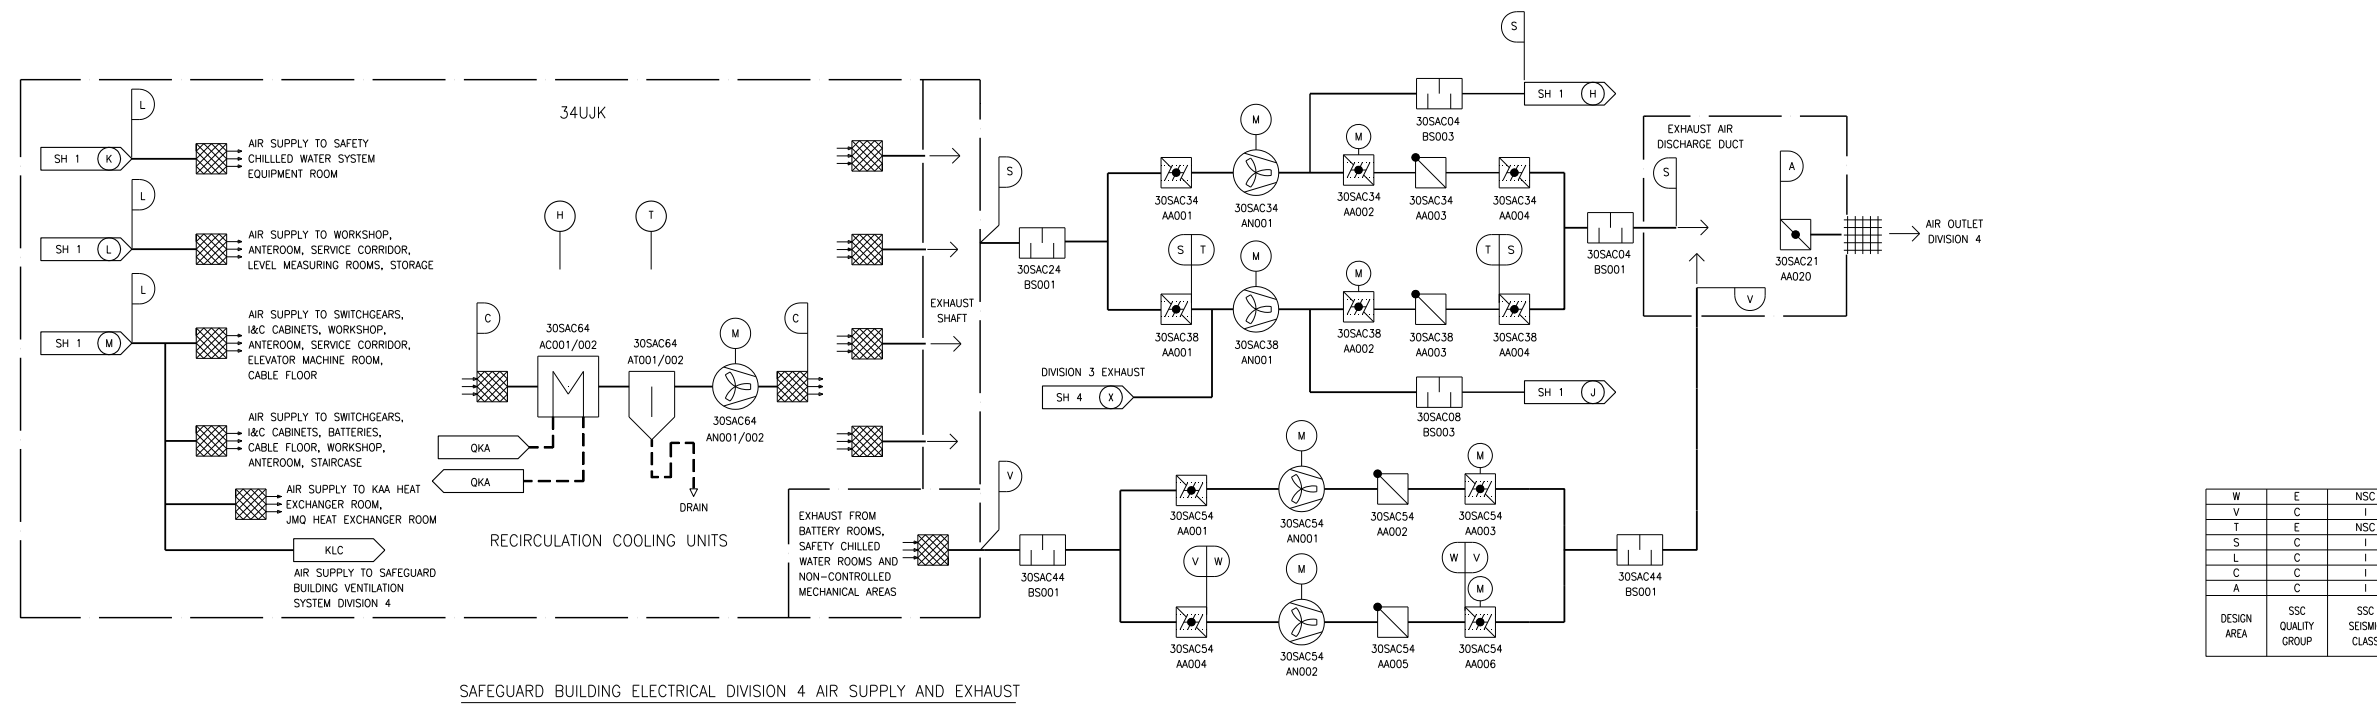 34UJK
L
SH 1 K
AIR SUPPLY TO SAFETY
CHILLLED WATER SYSTEM
EQUIPMENT ROOM
L
SH 1 L
AIR SUPPLY TO WORKSHOP,
ANTEROOM, SERVICE CORRIDOR,
LEVEL MEASURING ROOMS, STORAGE
L
SH 1 M
AIR SUPPLY TO SWITCHGEARS,
I&C CABINETS, WORKSHOP,
ANTEROOM, SERVICE CORRIDOR,
ELEVATOR MACHINE ROOM,
CABLE FLOOR
AIR SUPPLY TO SWITCHGEARS,
I&C CABINETS, BATTERIES,
CABLE FLOOR, WORKSHOP,
ANTEROOM, STAIRCASE
AIR SUPPLY TO KAA HEAT
EXCHANGER ROOM,
JMQ HEAT EXCHANGER ROOM
KLC
AIR SUPPLY TO SAFEGUARD
BUILDING VENTILATION
SYSTEM DIVISION 4
H
T
C
30SAC64
AC001/002
30SAC64
AT001/002
M
30SAC64
AN001/002
C
QKA
QKA
DRAIN
RECIRCULATION COOLING UNITS
EXHAUST
SHAFT
EXHAUST FROM
BATTERY ROOMS,
SAFETY CHILLED
WATER ROOMS AND
NON-CONTROLLED
MECHANICAL AREAS
S
30SAC24
BS001
30SAC34
AA001
M
30SAC34
AN001
M
30SAC34
AA002
30SAC34
AA003
30SAC34
AA004
30SAC04
BS003
S
SH 1 H
S T
30SAC38
AA001
M
30SAC38
AN001
M
30SAC38
AA002
30SAC38
AA003
T S
30SAC38
AA004
DIVISION 3 EXHAUST
SH 4 X
30SAC08
BS003
SH 1 J
30SAC04
BS001
EXHAUST AIR
DISCHARGE DUCT
S
A
30SAC21
AA020
AIR OUTLET
DIVISION 4
V
V
30SAC44
BS001
30SAC54
AA001
M
30SAC54
AN001
30SAC54
AA002
M
30SAC54
AA003
V W
30SAC54
AA004
M
30SAC54
AN002
30SAC54
AA005
W V
M
30SAC54
AA006
30SAC44
BS001
W E NSC
V C I
T E NSC
S C I
L C I
C C I
A C I
DESIGN
AREA
SSC
QUALITY
GROUP
SSC
SAFEGUARD BUILDING ELECTRICAL DIVISION 4 AIR SUPPLY AND EXHAUST